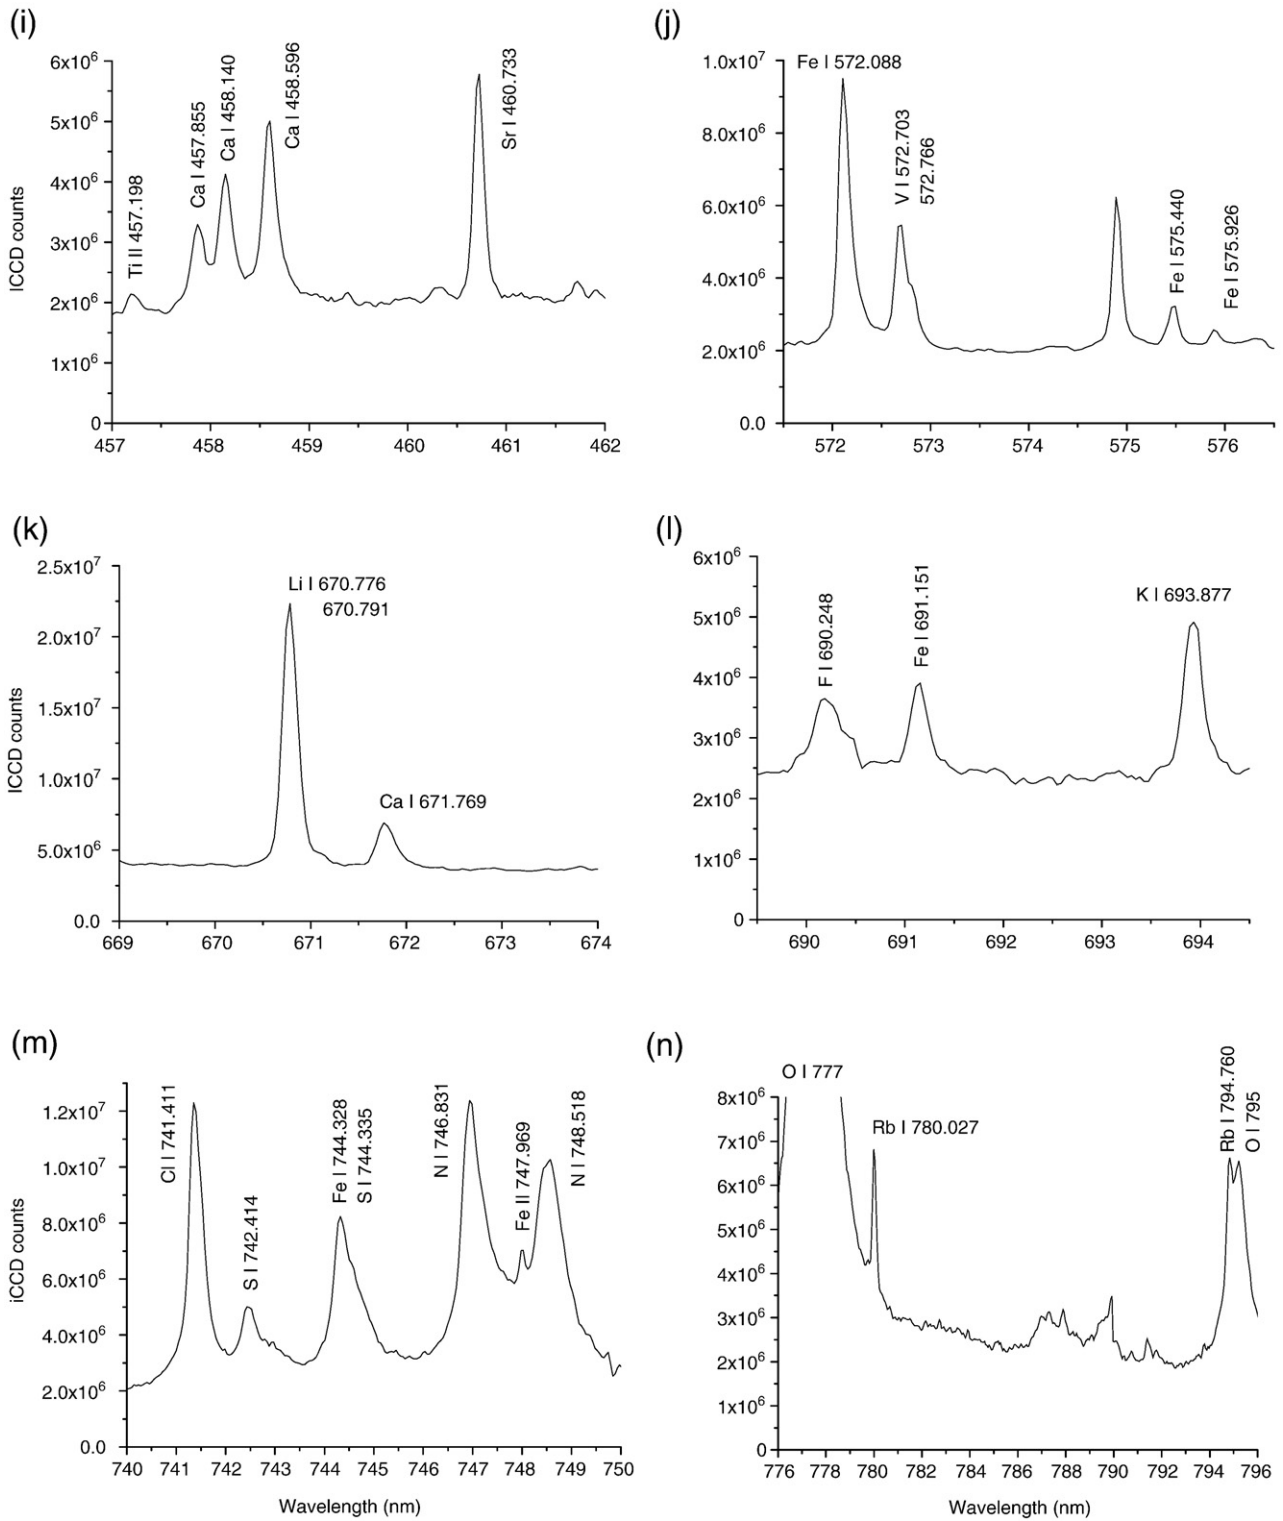 (i)
6x10⁶
5x10⁶
4x10⁶
3x10⁶
2x10⁶
1x10⁶
0
ICCD counts
Ti II 457.198
Ca I 457.855
Ca I 458.140
Ca I 458.596
Sr I 460.733
457 458 459 460 461 462
(j)
1.0x10⁷
8.0x10⁶
6.0x10⁶
4.0x10⁶
2.0x10⁶
0.0
Fe I 572.088
V I 572.703
572.766
Fe I 575.440
Fe I 575.926
572 573 574 575 576
(k)
2.5x10⁷
2.0x10⁷
1.5x10⁷
1.0x10⁷
5.0x10⁶
0.0
ICCD counts
Li I 670.776
670.791
Ca I 671.769
669 670 671 672 673 674
(l)
6x10⁶
5x10⁶
4x10⁶
3x10⁶
2x10⁶
1x10⁶
0
F I 690.248
Fe I 691.151
K I 693.877
690 691 692 693 694
(m)
1.2x10⁷
1.0x10⁷
8.0x10⁶
6.0x10⁶
4.0x10⁶
2.0x10⁶
0.0
iCCD counts
Cl I 741.411
S I 742.414
Fe I 744.328
S I 744.335
N I 746.831
Fe II 747.969
N I 748.518
740 741 742 743 744 745 746 747 748 749 750
Wavelength (nm)
(n)
8x10⁶
7x10⁶
6x10⁶
5x10⁶
4x10⁶
3x10⁶
2x10⁶
1x10⁶
0
O I 777
Rb I 780.027
Rb I 794.760
O I 795
776 778 780 782 784 786 788 790 792 794 796
Wavelength (nm)